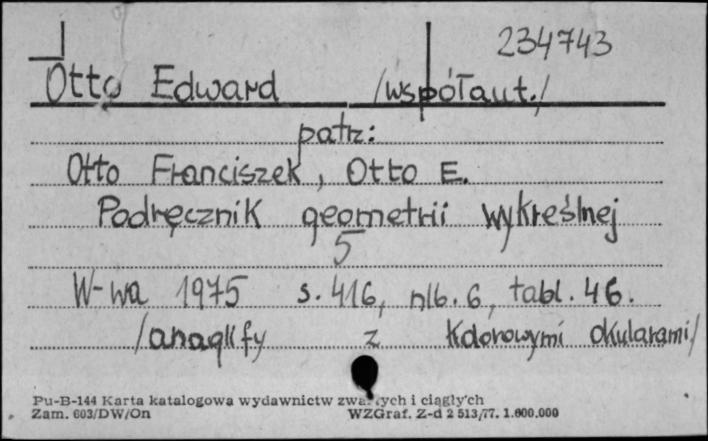 234743
Otto Edward /współaut./
patrz:
Otto Franciszek, Otto E.
Podręcznik geometrii wykreślnej
5
W-wa 1975 s. 416, nlb. 6, tabl. 46.
/anaglify z kolorowymi okularami/
Pu-B-144 Karta katalogowa wydawnictw zwartych i ciągłych
Zam. 603/DW/On WZGraf. Z-d 2 513/77. 1.600.000